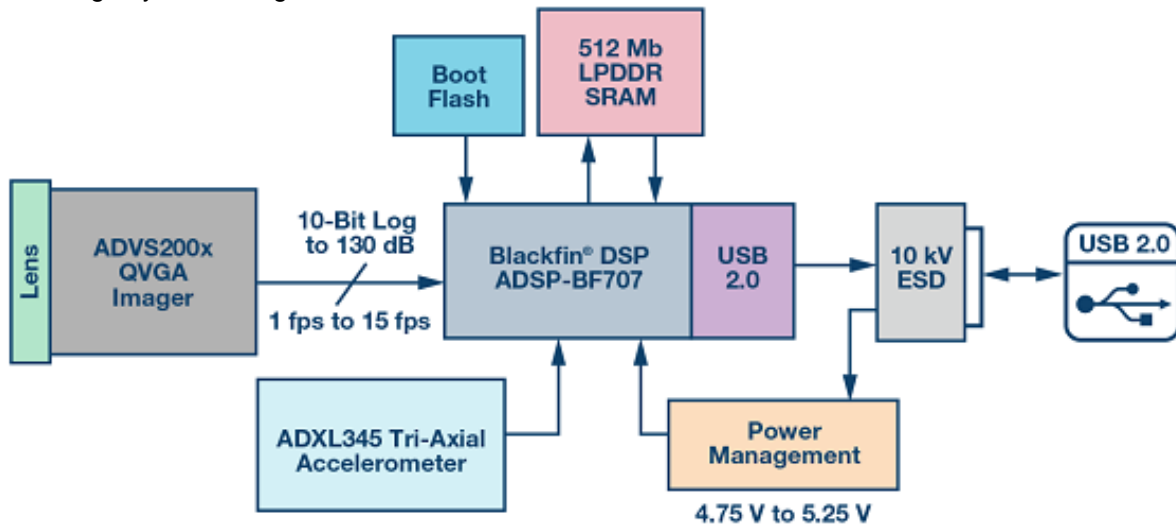 Boot
Flash
512 Mb
LPDDR
SRAM
Lens
ADVS200x
QVGA
Imager
10-Bit Log
to 130 dB
1 fps to 15 fps
Blackfin® DSP
ADSP-BF707
USB
2.0
10 kV
ESD
USB 2.0
ADXL345 Tri-Axial
Accelerometer
Power
Management
4.75 V to 5.25 V